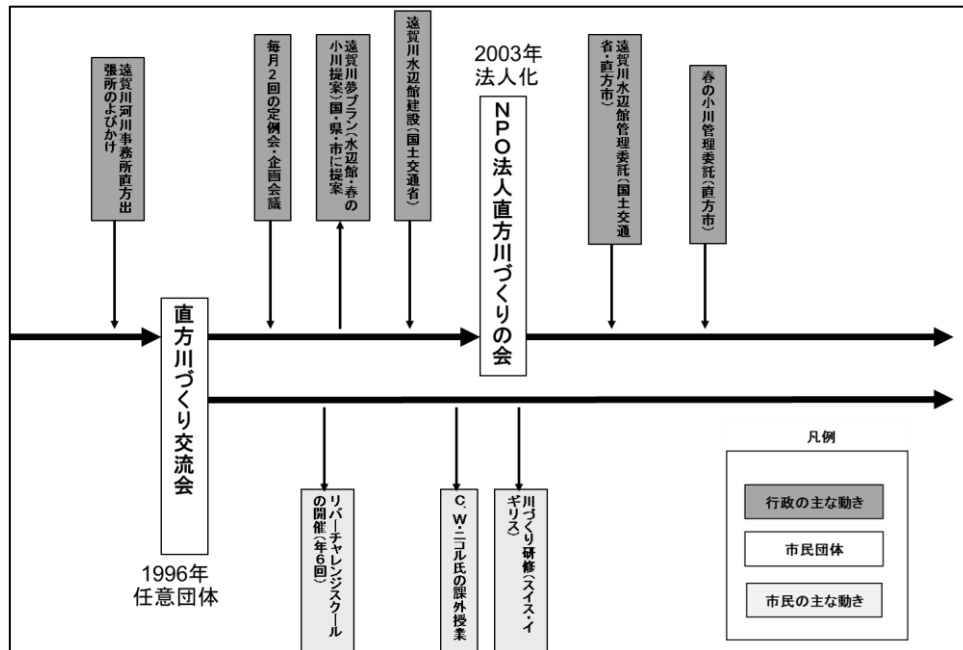 遠賀川河川事務所直方出
張所のよびかけ
毎月２回の定例会・企画会議
遠賀川夢プラン(水辺館・春の
小川提案)国・県・市に提案
遠賀川水辺館建設(国土交通省)
2003年
法人化
ＮＰＯ法人直方川づくりの会
遠賀川水辺館管理委託(国土交通
省・直方市)
春の小川管理委託(直方市)
直方川づくり交流会
1996年
任意団体
リバーチャレンジスクール
の開催(年６回)
Ｃ．Ｗ・ニコル氏の課外授業
川づくり研修(スイス・イ
ギリス)
凡例
行政の主な動き
市民団体
市民の主な動き